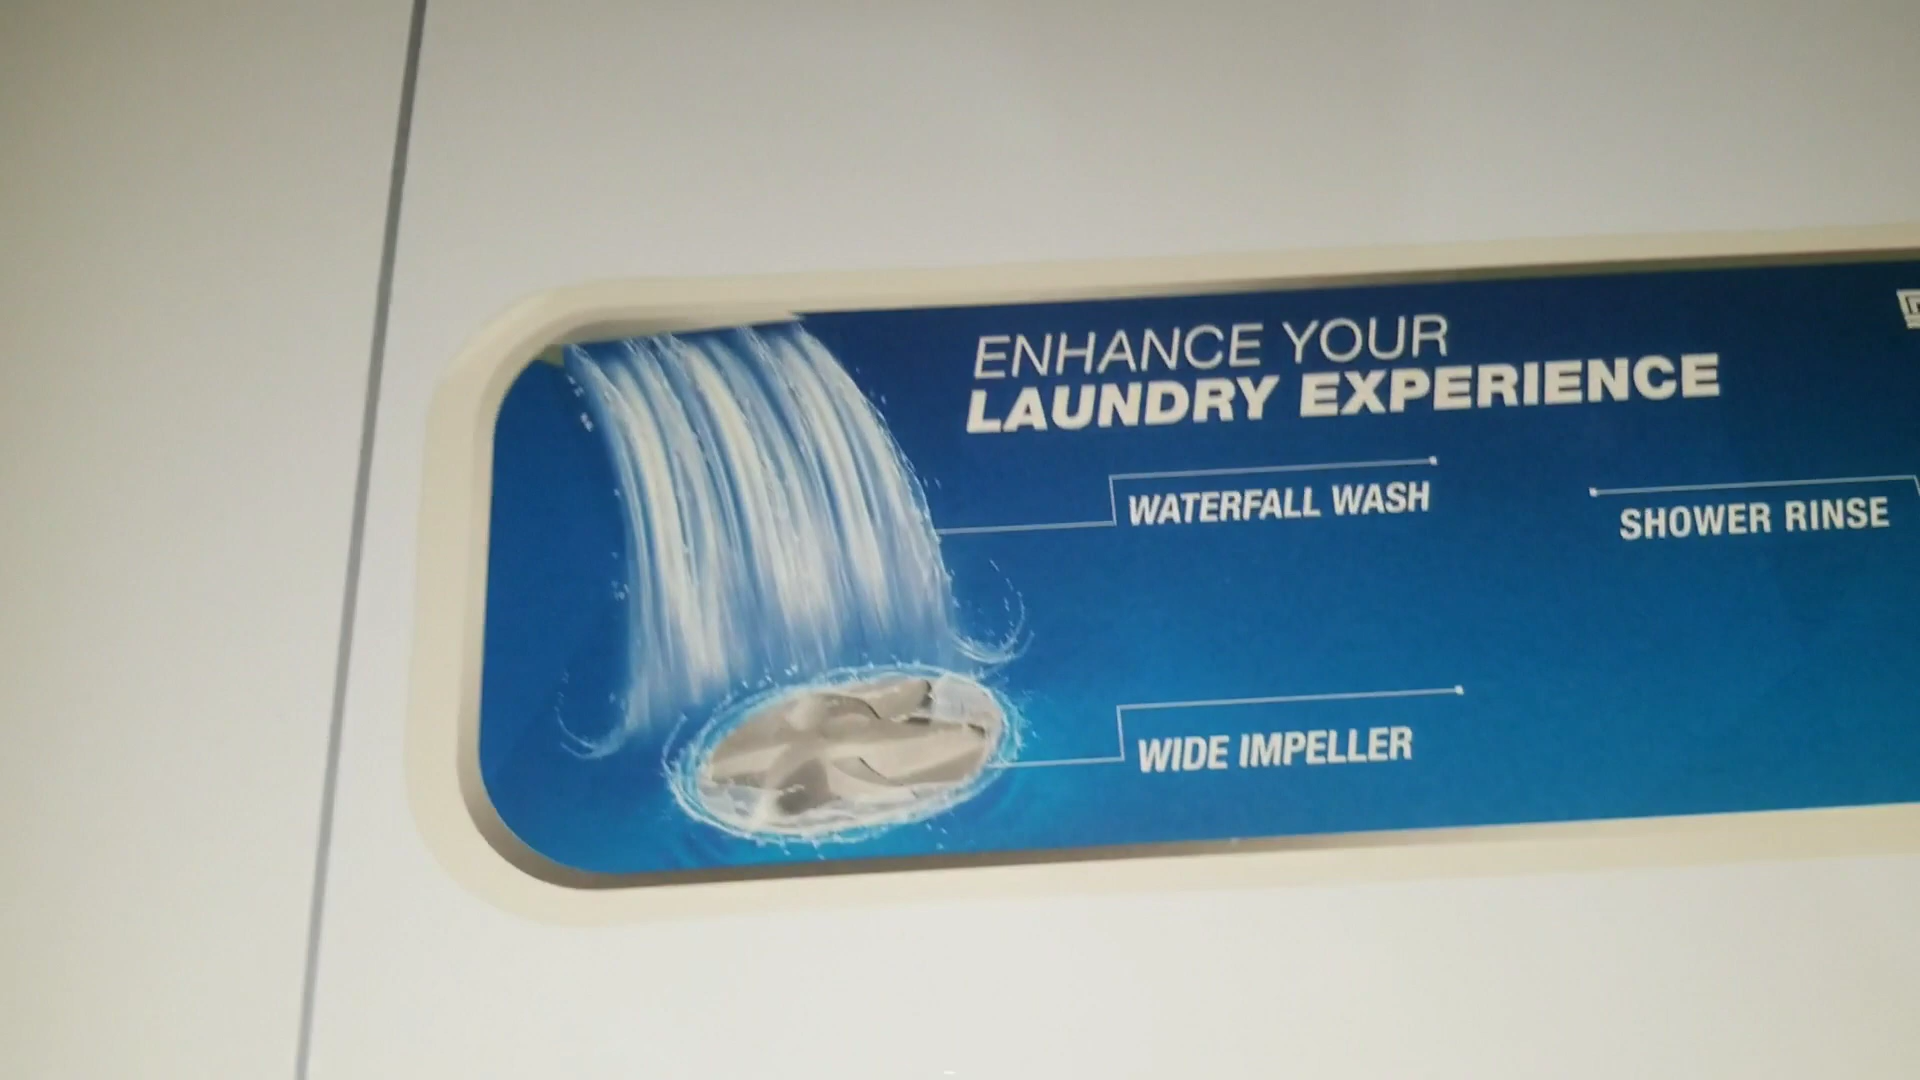 ENHANCE YOUR
LAUNDRY EXPERIENCE
WATERFALL WASH
SHOWER RINSE
WIDE IMPELLER